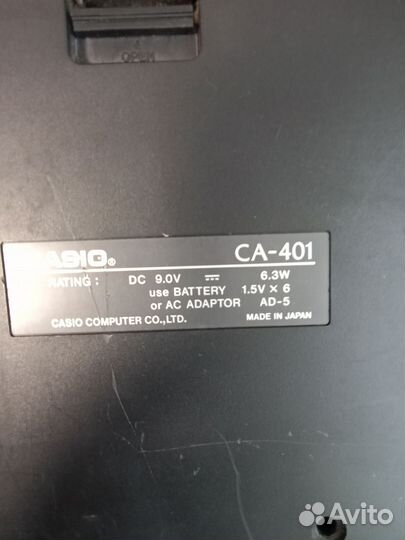 OPEN
CASIO® CA-401
RATING : DC 9.0V ⎓ 6.3W
use BATTERY 1.5V × 6
or AC ADAPTOR AD-5
CASIO COMPUTER CO.,LTD. MADE IN JAPAN
Avito